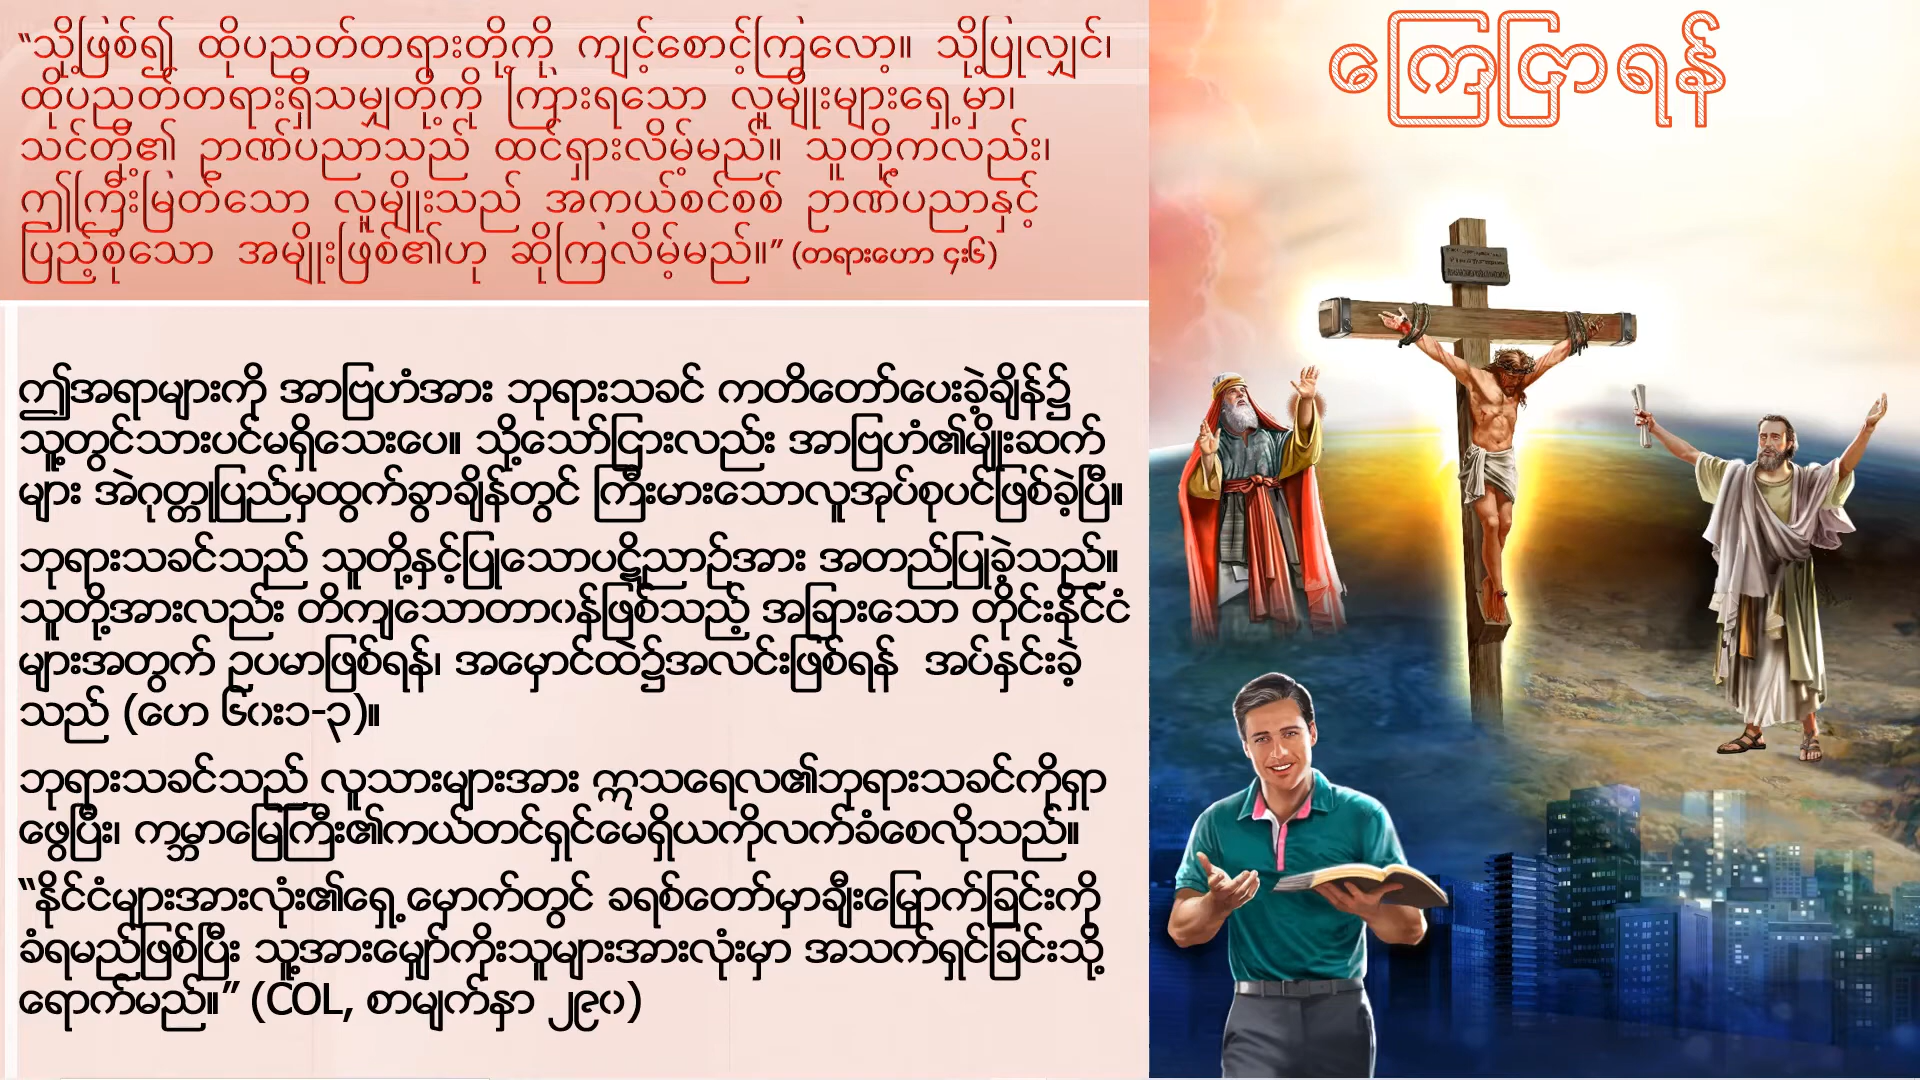 “သို့ဖြစ်၍ ထိုပညတ်တရားတို့ကို ကျင့်စောင့်ကြလော့။ သို့ပြုလျှင်၊
ထိုပညတ်တရားရှိသမျှတို့ကို ကြားရသော လူမျိုးများရှေ့မှာ၊
သင်တို့၏ ဉာဏ်ပညာသည် ထင်ရှားလိမ့်မည်။ သူတို့ကလည်း၊
ဤကြီးမြတ်သော လူမျိုးသည် အကယ်စင်စစ် ဉာဏ်ပညာနှင့်
ပြည့်စုံသော အမျိုးဖြစ်၏ဟု ဆိုကြလိမ့်မည်။” (တရားဟော ၄း၆)
ကြေငြာရန်
ဤအရာများကို အာဗြဟံအား ဘုရားသခင် ကတိတော်ပေးခဲ့ချိန်၌
သူ့တွင်သားပင်မရှိသေးပေ။ သို့သော်ငြားလည်း အာဗြဟံ၏မျိုးဆက်
များ အဲဂုတ္တုပြည်မှထွက်ခွာချိန်တွင် ကြီးမားသောလူအုပ်စုပင်ဖြစ်ခဲ့ပြီ။
ဘုရားသခင်သည် သူတို့နှင့်ပြုသောပဋိညာဉ်အား အတည်ပြုခဲ့သည်။
သူတို့အားလည်း တိကျသောတာဝန်ဖြစ်သည့် အခြားသော တိုင်းနိုင်ငံ
များအတွက် ဥပမာဖြစ်ရန်၊ အမှောင်ထဲ၌အလင်းဖြစ်ရန် အပ်နှင်းခဲ့
သည် (ဟေ ၆၀း၁-၃)။
ဘုရားသခင်သည် လူသားများအား ဣသရေလ၏ဘုရားသခင်ကိုရှာ
ဖွေပြီး၊ ကမ္ဘာမြေကြီး၏ကယ်တင်ရှင်မေရှိယကိုလက်ခံစေလိုသည်။
“နိုင်ငံများအားလုံး၏ရှေ့မှောက်တွင် ခရစ်တော်မှာချီးမြှောက်ခြင်းကို
ခံရမည်ဖြစ်ပြီး သူ့အားမျှော်ကိုးသူများအားလုံးမှာ အသက်ရှင်ခြင်းသို့
ရောက်မည်။” (COL, စာမျက်နှာ ၂၉၀)